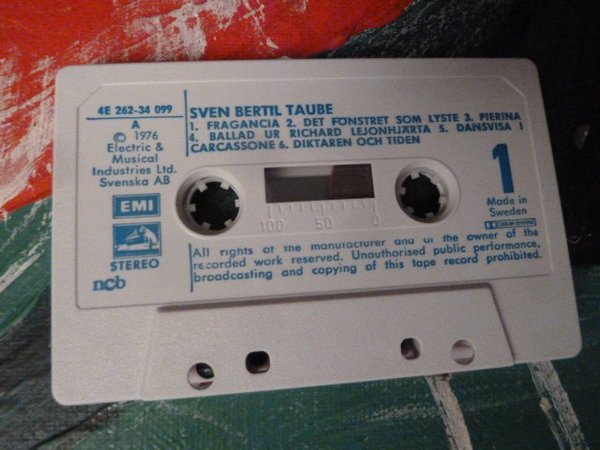 4E 262-34 099
A
© 1976
Electric &
Musical
Industries Ltd.
Svenska AB
EMI
STEREO
ncb
SVEN BERTIL TAUBE
1. FRAGANCIA 2. DET FÖNSTRET SOM LYSTE 3. PIERINA
4. BALLAD UR RICHARD LEJONHJÄRTA 5. DANSVISA I
CARCASSONE 6. DIKTAREN OCH TIDEN
1
Made in
Sweden
100 50 0
All rights of the manufacturer and of the owner of the
recorded work reserved. Unauthorised public performance,
broadcasting and copying of this tape record prohibited.